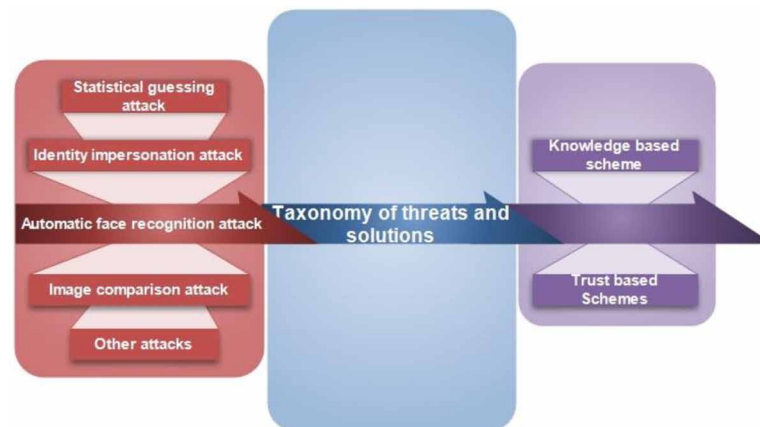 Statistical guessing
attack
Identity impersonation attack
Automatic face recognition attack
Image comparison attack
Other attacks
Taxonomy of threats and
solutions
Knowledge based
scheme
Trust based
Schemes